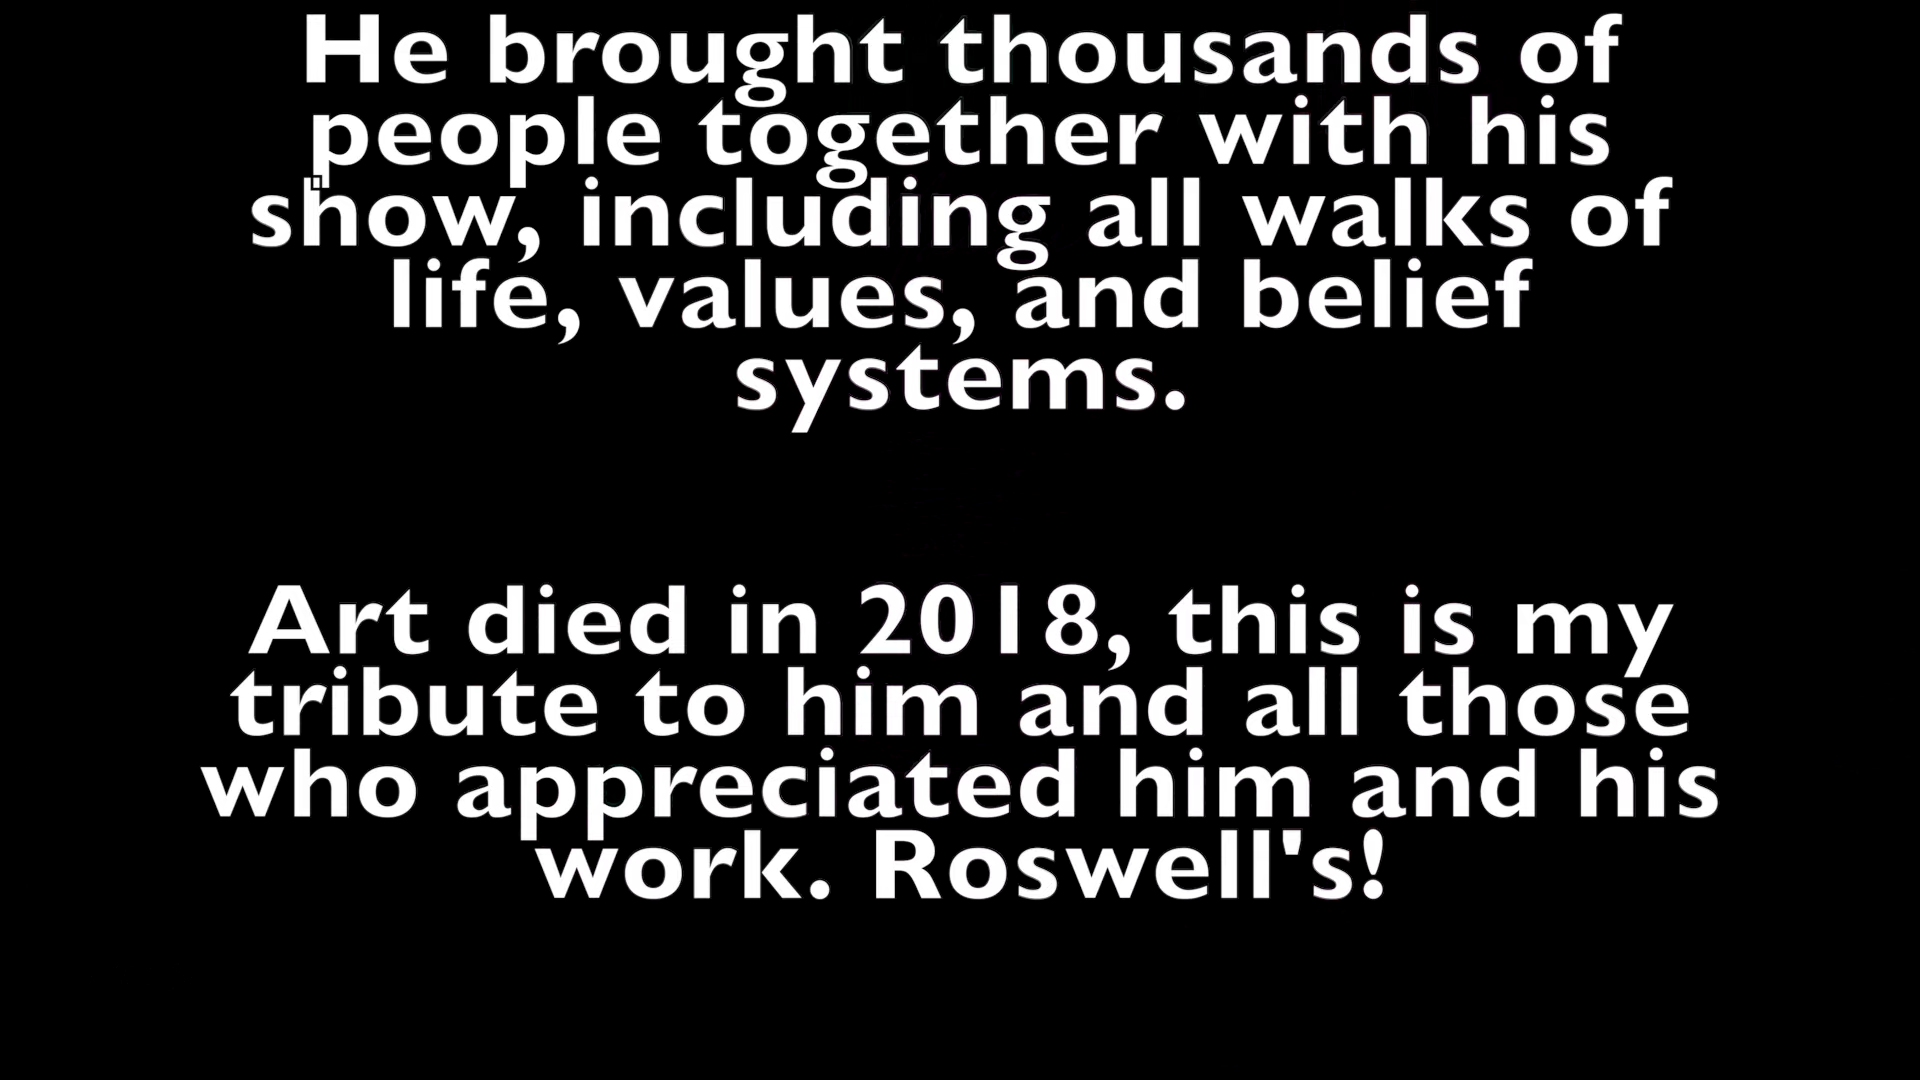 He brought thousands of
people together with his
show, including all walks of
life, values, and belief
systems.
Art died in 2018, this is my
tribute to him and all those
who appreciated him and his
work. Roswell's!